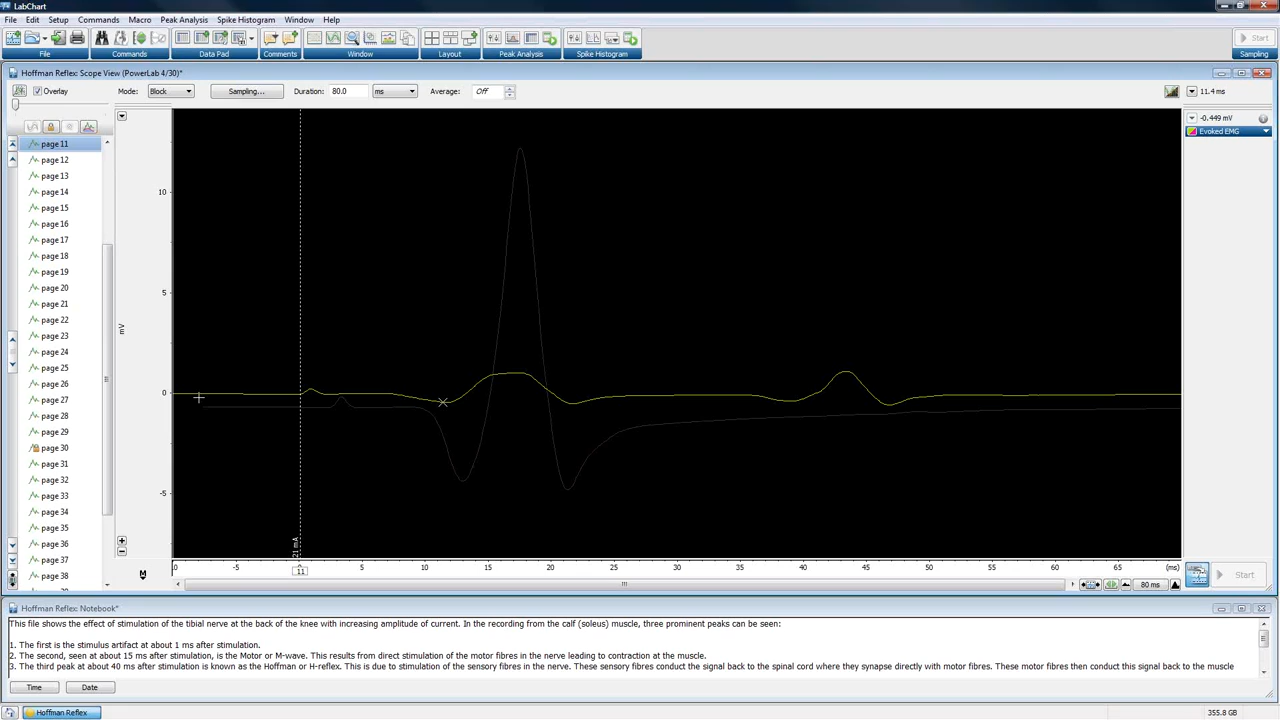 LabChart
File Edit Setup Commands Macro Peak Analysis Spike Histogram Window Help
File Commands Data Pad Comments Window Layout Peak Analysis Spike Histogram Start Sampling
Hoffman Reflex: Scope View (PowerLab 4/30)*
Overlay Mode: Block Sampling... Duration: 80.0 ms Average: Off 11.4 ms
-0.449 mV
Evoked EMG
page 11
page 12
page 13
page 14
page 15
page 16
page 17
page 18
page 19
page 20
page 21
page 22
page 23
page 24
page 25
page 26
page 27
page 28
page 29
page 30
page 31
page 32
page 33
page 34
page 35
page 36
page 37
page 38
10
5
mV
0
-5
21 mA
11
M
-5 0 5 10 15 20 25 30 35 40 45 50 55 60 65 (ms)
80 ms Start
Hoffman Reflex: Notebook*
This file shows the effect of stimulation of the tibial nerve at the back of the knee with increasing amplitude of current. In the recording from the calf (soleus) muscle, three prominent peaks can be seen:
1. The first is the stimulus artifact at about 1 ms after stimulation.
2. The second, seen at about 15 ms after stimulation, is the Motor or M-wave. This results from direct stimulation of the motor fibres in the nerve leading to contraction at the muscle.
3. The third peak at about 40 ms after stimulation is known as the Hoffman or H-reflex. This is due to stimulation of the sensory fibres in the nerve. These sensory fibres conduct the signal back to the spinal cord where they synapse directly with motor fibres. These motor fibres then conduct this signal back to the muscle
Time Date
Hoffman Reflex 355.8 GB